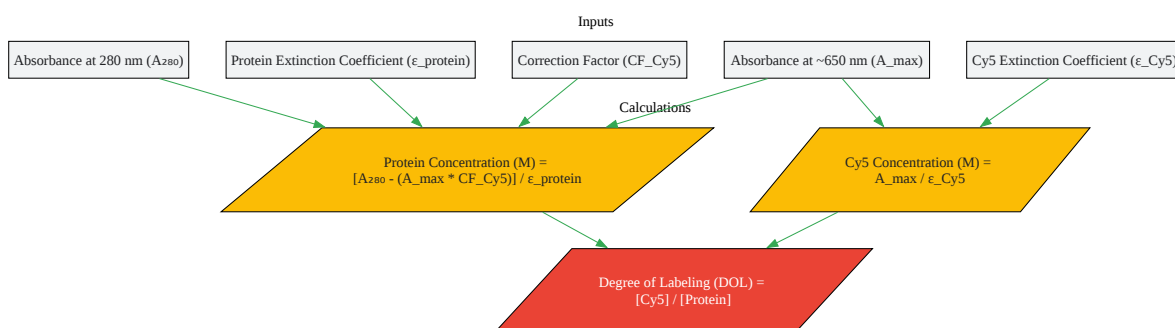 Inputs
Absorbance at 280 nm (A₂₈₀)
Protein Extinction Coefficient (ε_protein)
Correction Factor (CF_Cy5)
Absorbance at ~650 nm (A_max)
Cy5 Extinction Coefficient (ε_Cy5)
Calculations
Protein Concentration (M) =
[A₂₈₀ - (A_max * CF_Cy5)] / ε_protein
Cy5 Concentration (M) =
A_max / ε_Cy5
Degree of Labeling (DOL) =
[Cy5] / [Protein]